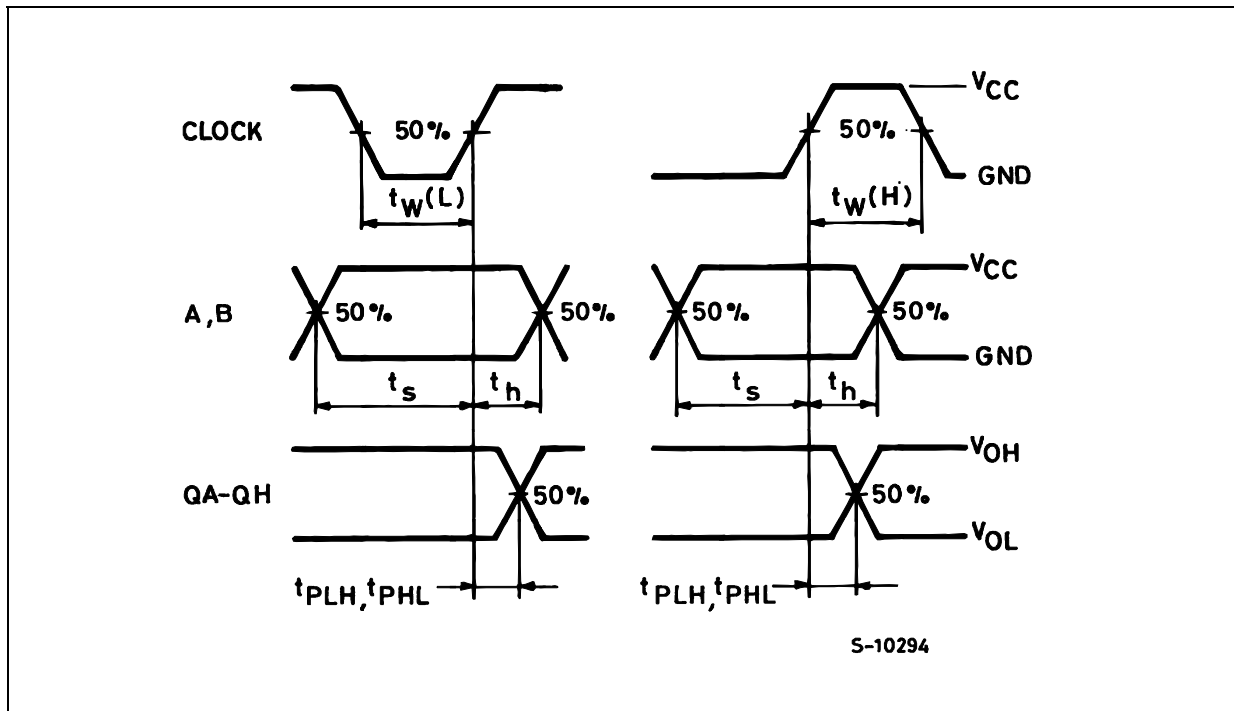 CLOCK 50% 50% VCC
GND
tW(L) tW(H)
A,B 50% 50% 50% 50% VCC
GND
ts th ts th
QA-QH 50% 50% VOH
VOL
tPLH,tPHL tPLH,tPHL
S-10294